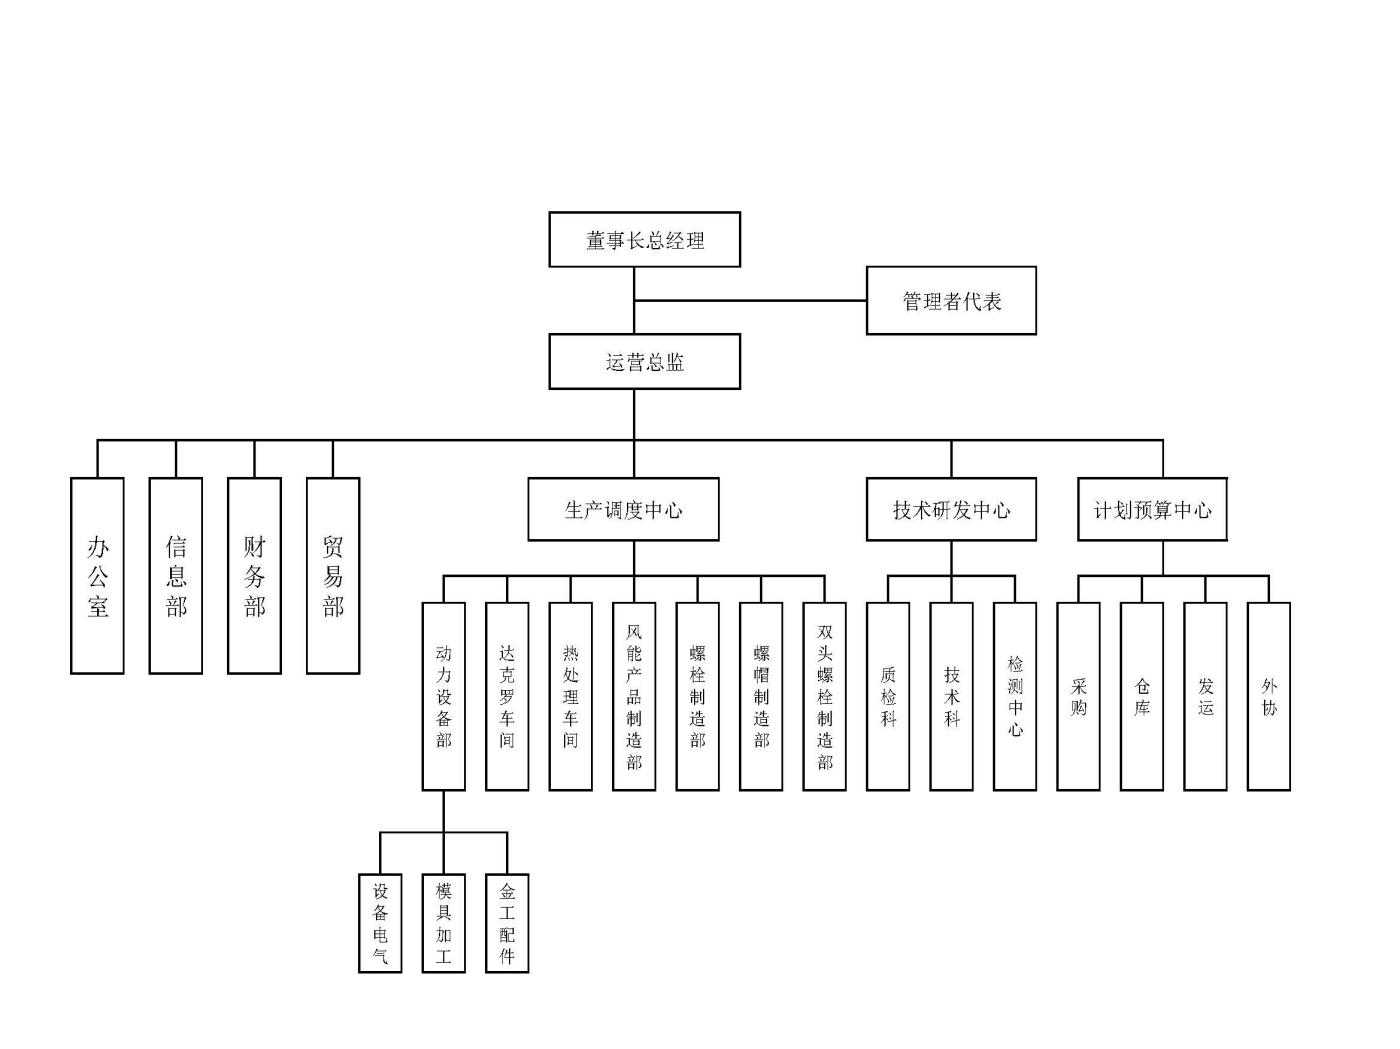 董事长总经理
管理者代表
运营总监
办公室
信息部
财务部
贸易部
生产调度中心
技术研发中心
计划预算中心
动力设备部
达克罗车间
热处理车间
风能产品制造部
螺栓制造部
螺帽制造部
双头螺栓制造部
质检科
技术科
检测中心
采购
仓库
发运
外协
设备电气
模具加工
金工配件